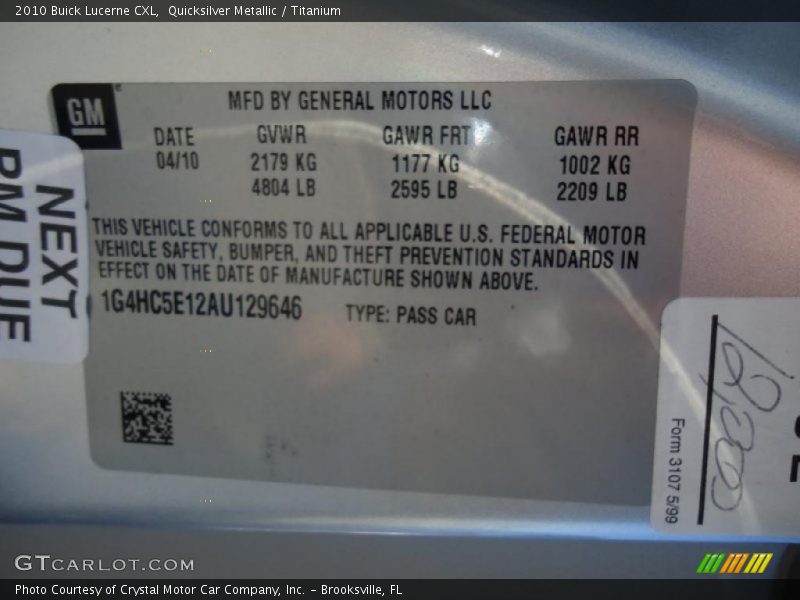 2010 Buick Lucerne CXL,  Quicksilver Metallic / Titanium
GM
MFD BY GENERAL MOTORS LLC
DATE GVWR GAWR FRT GAWR RR
04/10 2179 KG 1177 KG 1002 KG
4804 LB 2595 LB 2209 LB
THIS VEHICLE CONFORMS TO ALL APPLICABLE U.S. FEDERAL MOTOR
VEHICLE SAFETY, BUMPER, AND THEFT PREVENTION STANDARDS IN
EFFECT ON THE DATE OF MANUFACTURE SHOWN ABOVE.
1G4HC5E12AU129646 TYPE: PASS CAR
NEXT
PM DUE
Form 3107 5/99
GTCARLOT.COM
Photo Courtesy of Crystal Motor Car Company, Inc. – Brooksville, FL